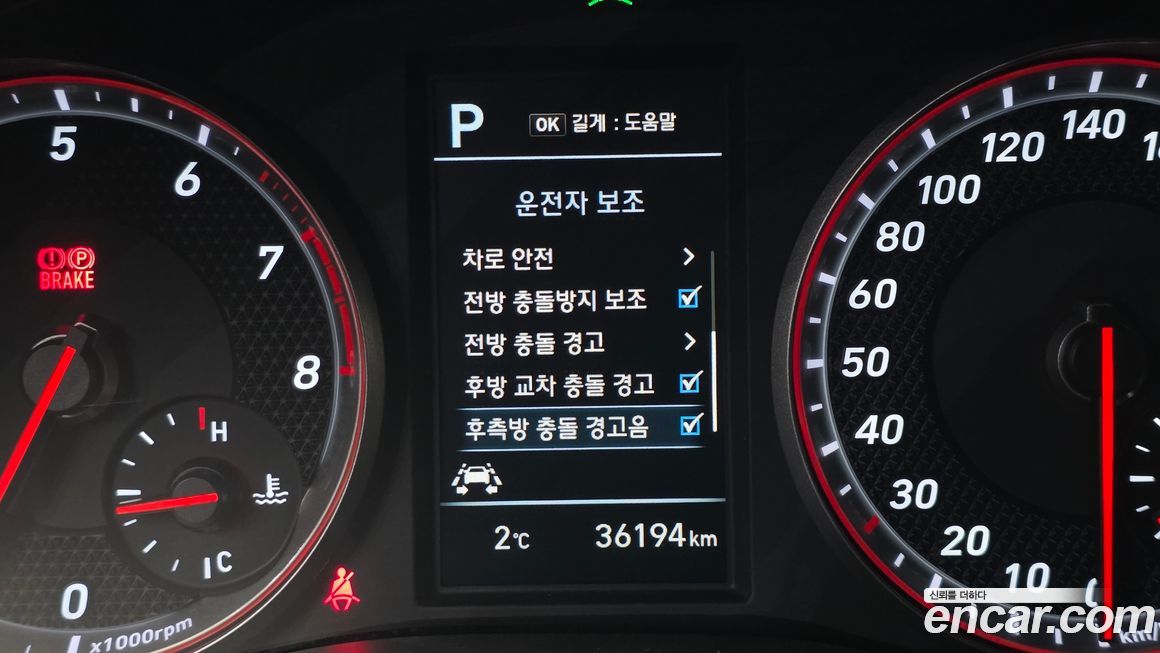 P
OK 길게 : 도움말
운전자 보조
차로 안전
전방 충돌방지 보조
전방 충돌 경고
후방 교차 충돌 경고
후측방 충돌 경고음
2℃
36194km
5
6
7
8
0
x1000rpm
BRAKE
P
H
C
140
120
100
80
60
50
40
30
20
10
0
km/
신뢰를 더하다
encar.com